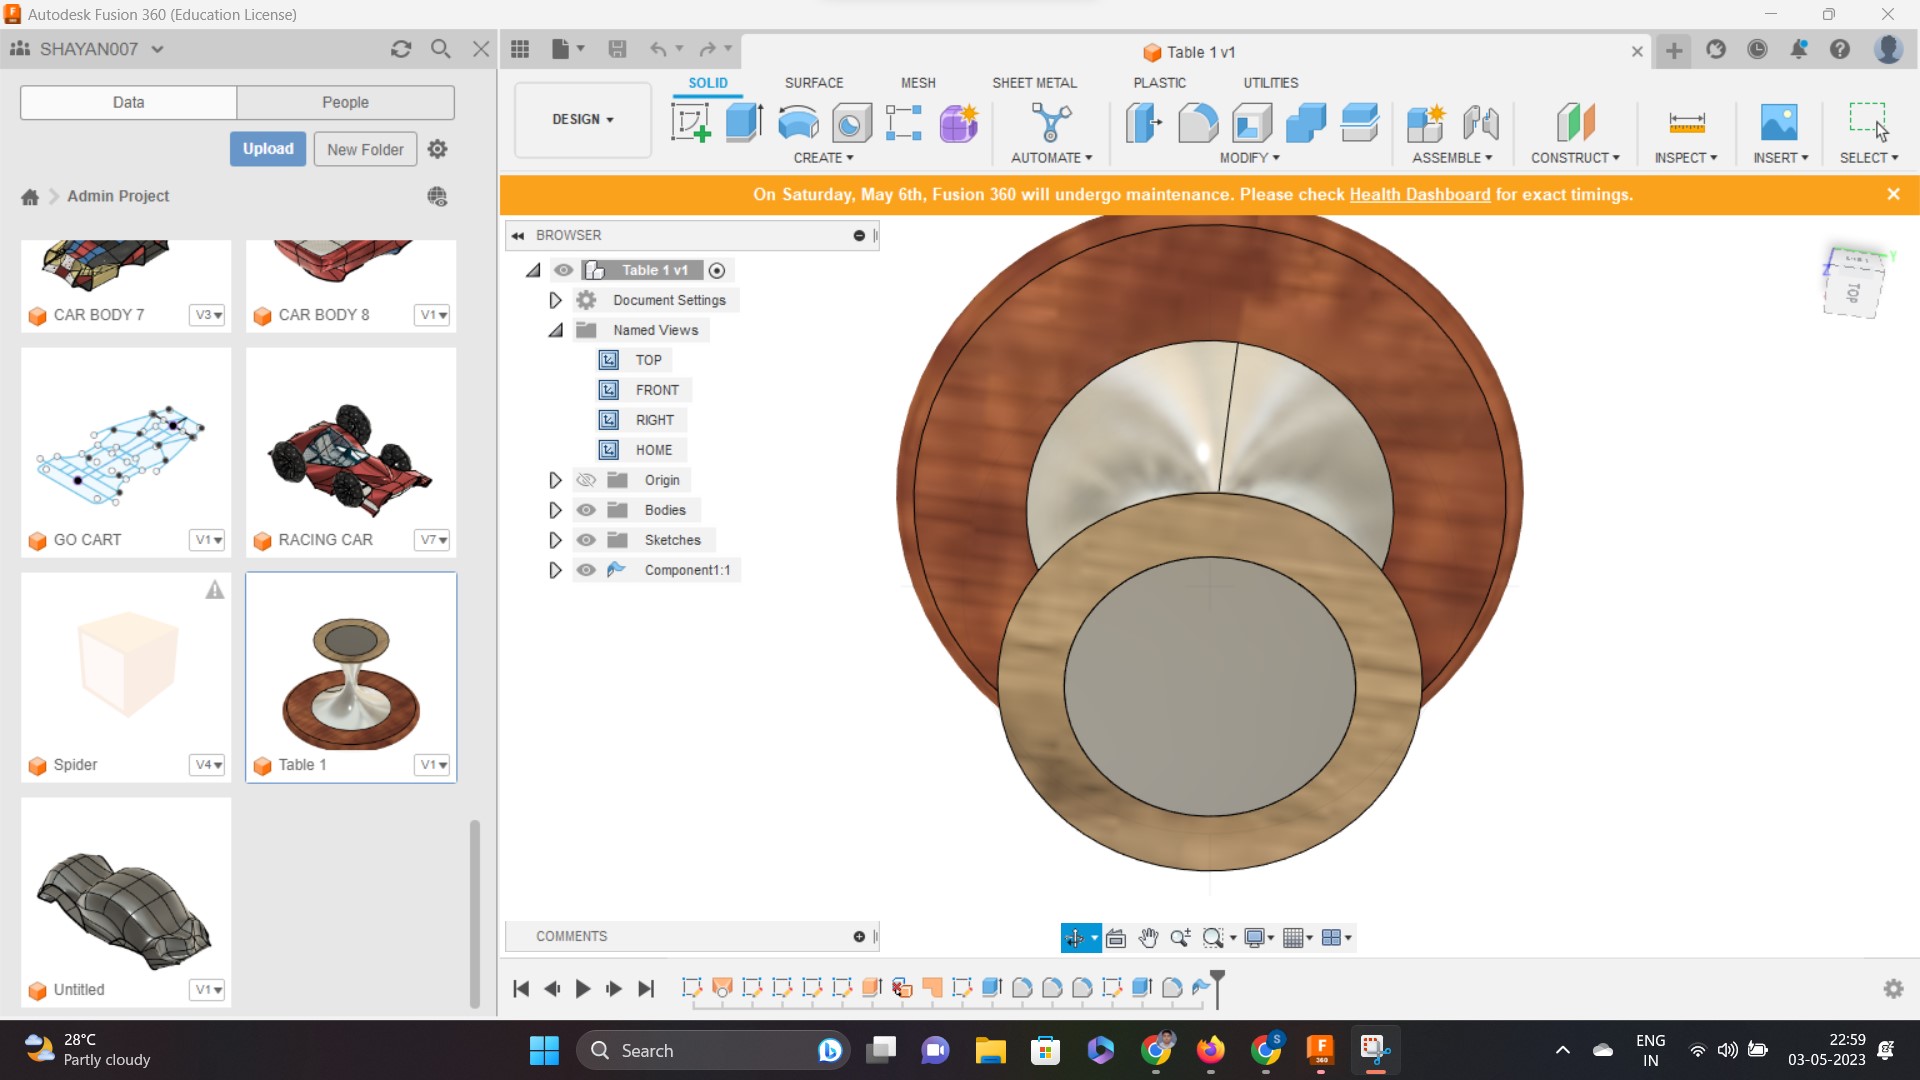 Autodesk Fusion 360 (Education License)
SHAYAN007
Data
People
Upload
New Folder
Admin Project
CAR BODY 7
V3
CAR BODY 8
V1
GO CART
V1
RACING CAR
V7
Spider
V4
Table 1
V1
Untitled
V1
Table 1 v1
DESIGN
SOLID
SURFACE
MESH
SHEET METAL
PLASTIC
UTILITIES
CREATE
AUTOMATE
MODIFY
ASSEMBLE
CONSTRUCT
INSPECT
INSERT
SELECT
On Saturday, May 6th, Fusion 360 will undergo maintenance. Please check Health Dashboard for exact timings.
BROWSER
Table 1 v1
Document Settings
Named Views
TOP
FRONT
RIGHT
HOME
Origin
Bodies
Sketches
Component1:1
Y
Z
TOP
COMMENTS
28°C
Partly cloudy
Search
S
F
360
ENG
IN
22:59
03-05-2023